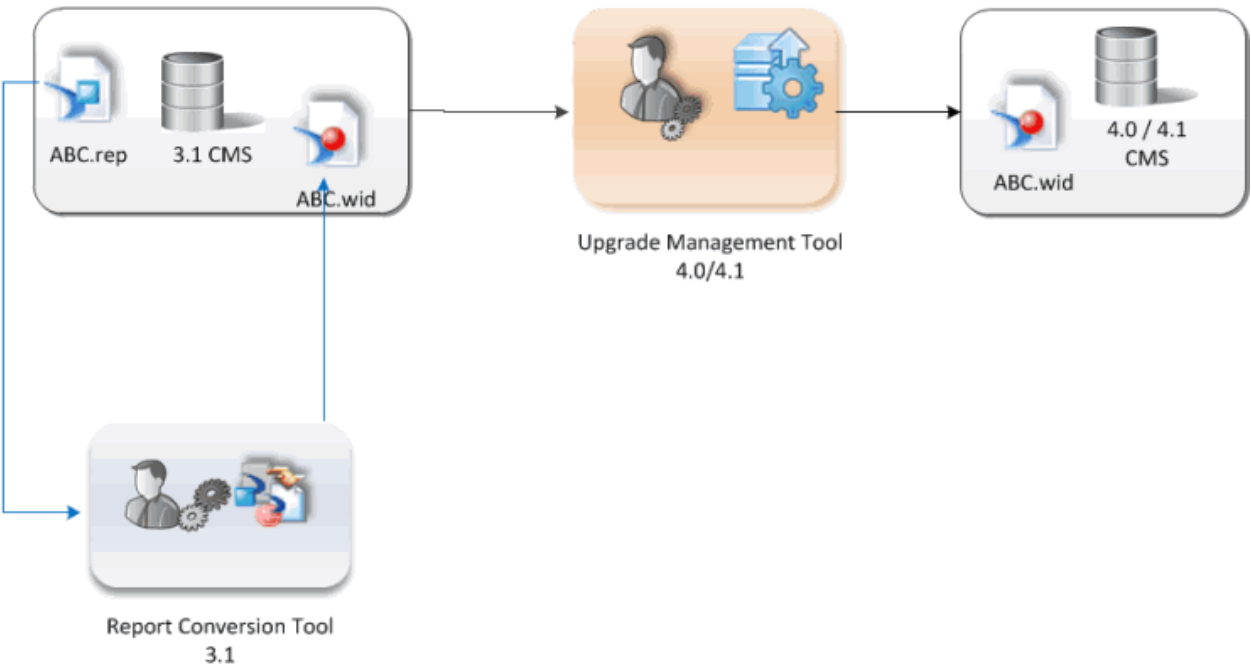 ABC.rep
3.1 CMS
ABC.wid
Upgrade Management Tool
4.0/4.1
ABC.wid
4.0 / 4.1
CMS
Report Conversion Tool
3.1